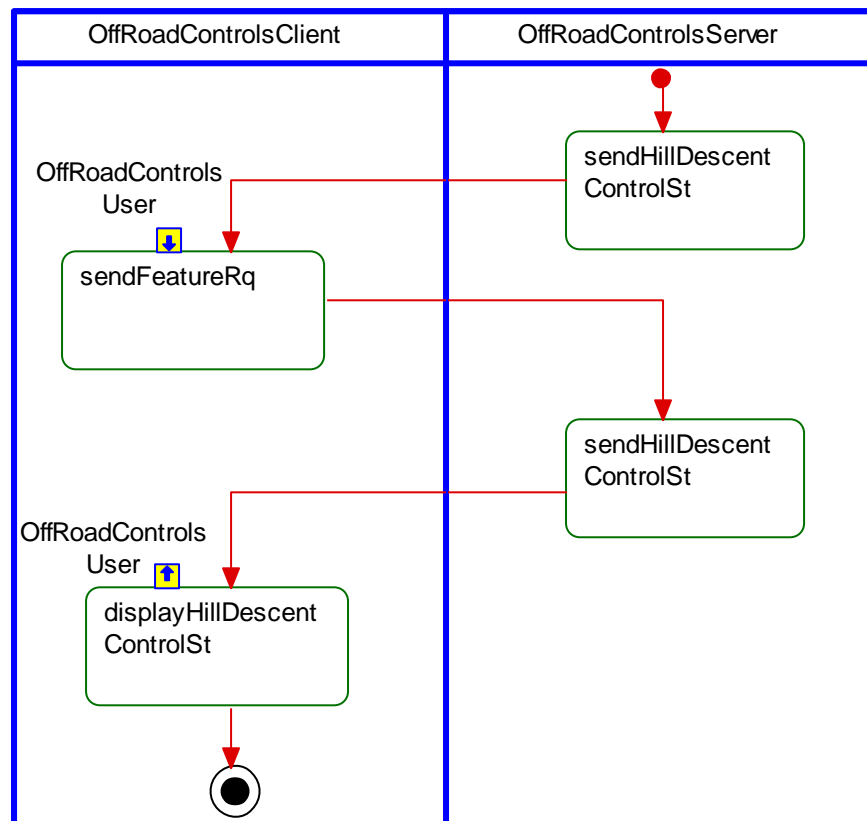 OffRoadControlsClient
OffRoadControlsServer
sendHillDescent
ControlSt
OffRoadControls
User
sendFeatureRq
sendHillDescent
ControlSt
OffRoadControls
User
displayHillDescent
ControlSt